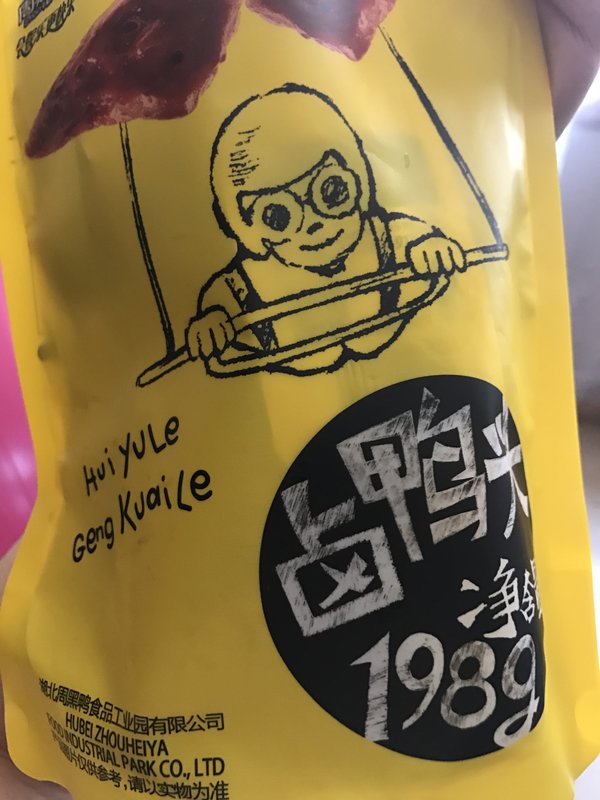 Hui YuLe
Geng KuaiLe
卤鸭
净含
198g
湖北周黑鸭食品工业园有限公司
HUBEI ZHOUHEIYA
FOOD INDUSTRIAL PARK CO., LTD
图片仅供参考，请以实物为准